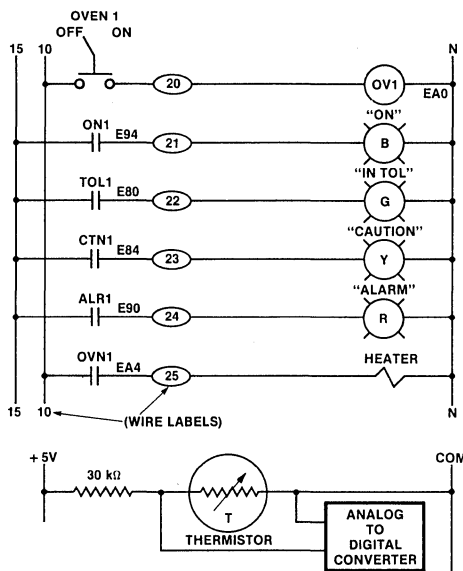 OVEN 1
OFF ON
15 10 N
20 OV1 EA0
"ON"
ON1 E94 21 B
"IN TOL"
TOL1 E80 22 G
"CAUTION"
CTN1 E84 23 Y
"ALARM"
ALR1 E90 24 R
OVN1 EA4 25 HEATER
15 10 (WIRE LABELS) N
+ 5V COM
30 kΩ
T
THERMISTOR
ANALOG
TO
DIGITAL
CONVERTER